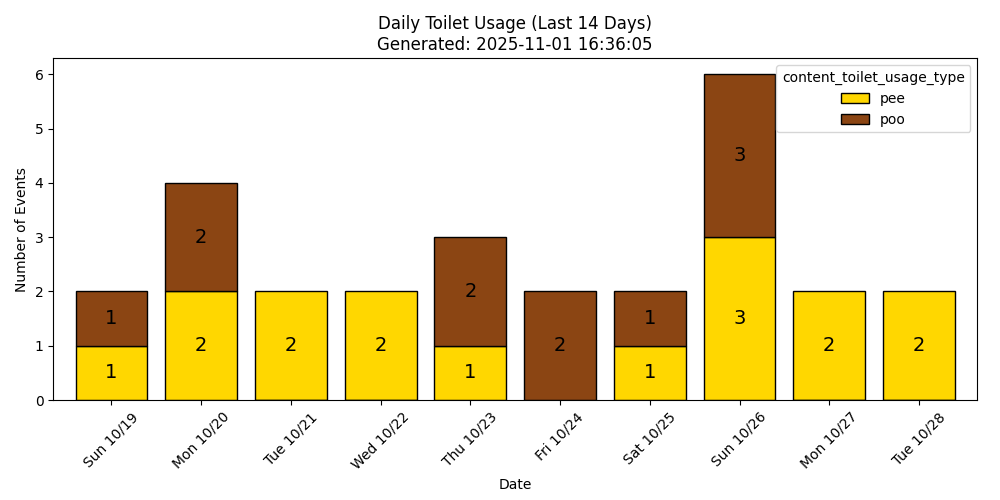 Daily Toilet Usage (Last 14 Days)
Generated: 2025-11-01 16:36:05
content_toilet_usage_type
pee
poo
Number of Events
6
5
4
3
2
1
0
1
1
2
2
2
2
2
1
2
1
1
3
3
2
2
Sun 10/19
Mon 10/20
Tue 10/21
Wed 10/22
Thu 10/23
Fri 10/24
Sat 10/25
Sun 10/26
Mon 10/27
Tue 10/28
Date